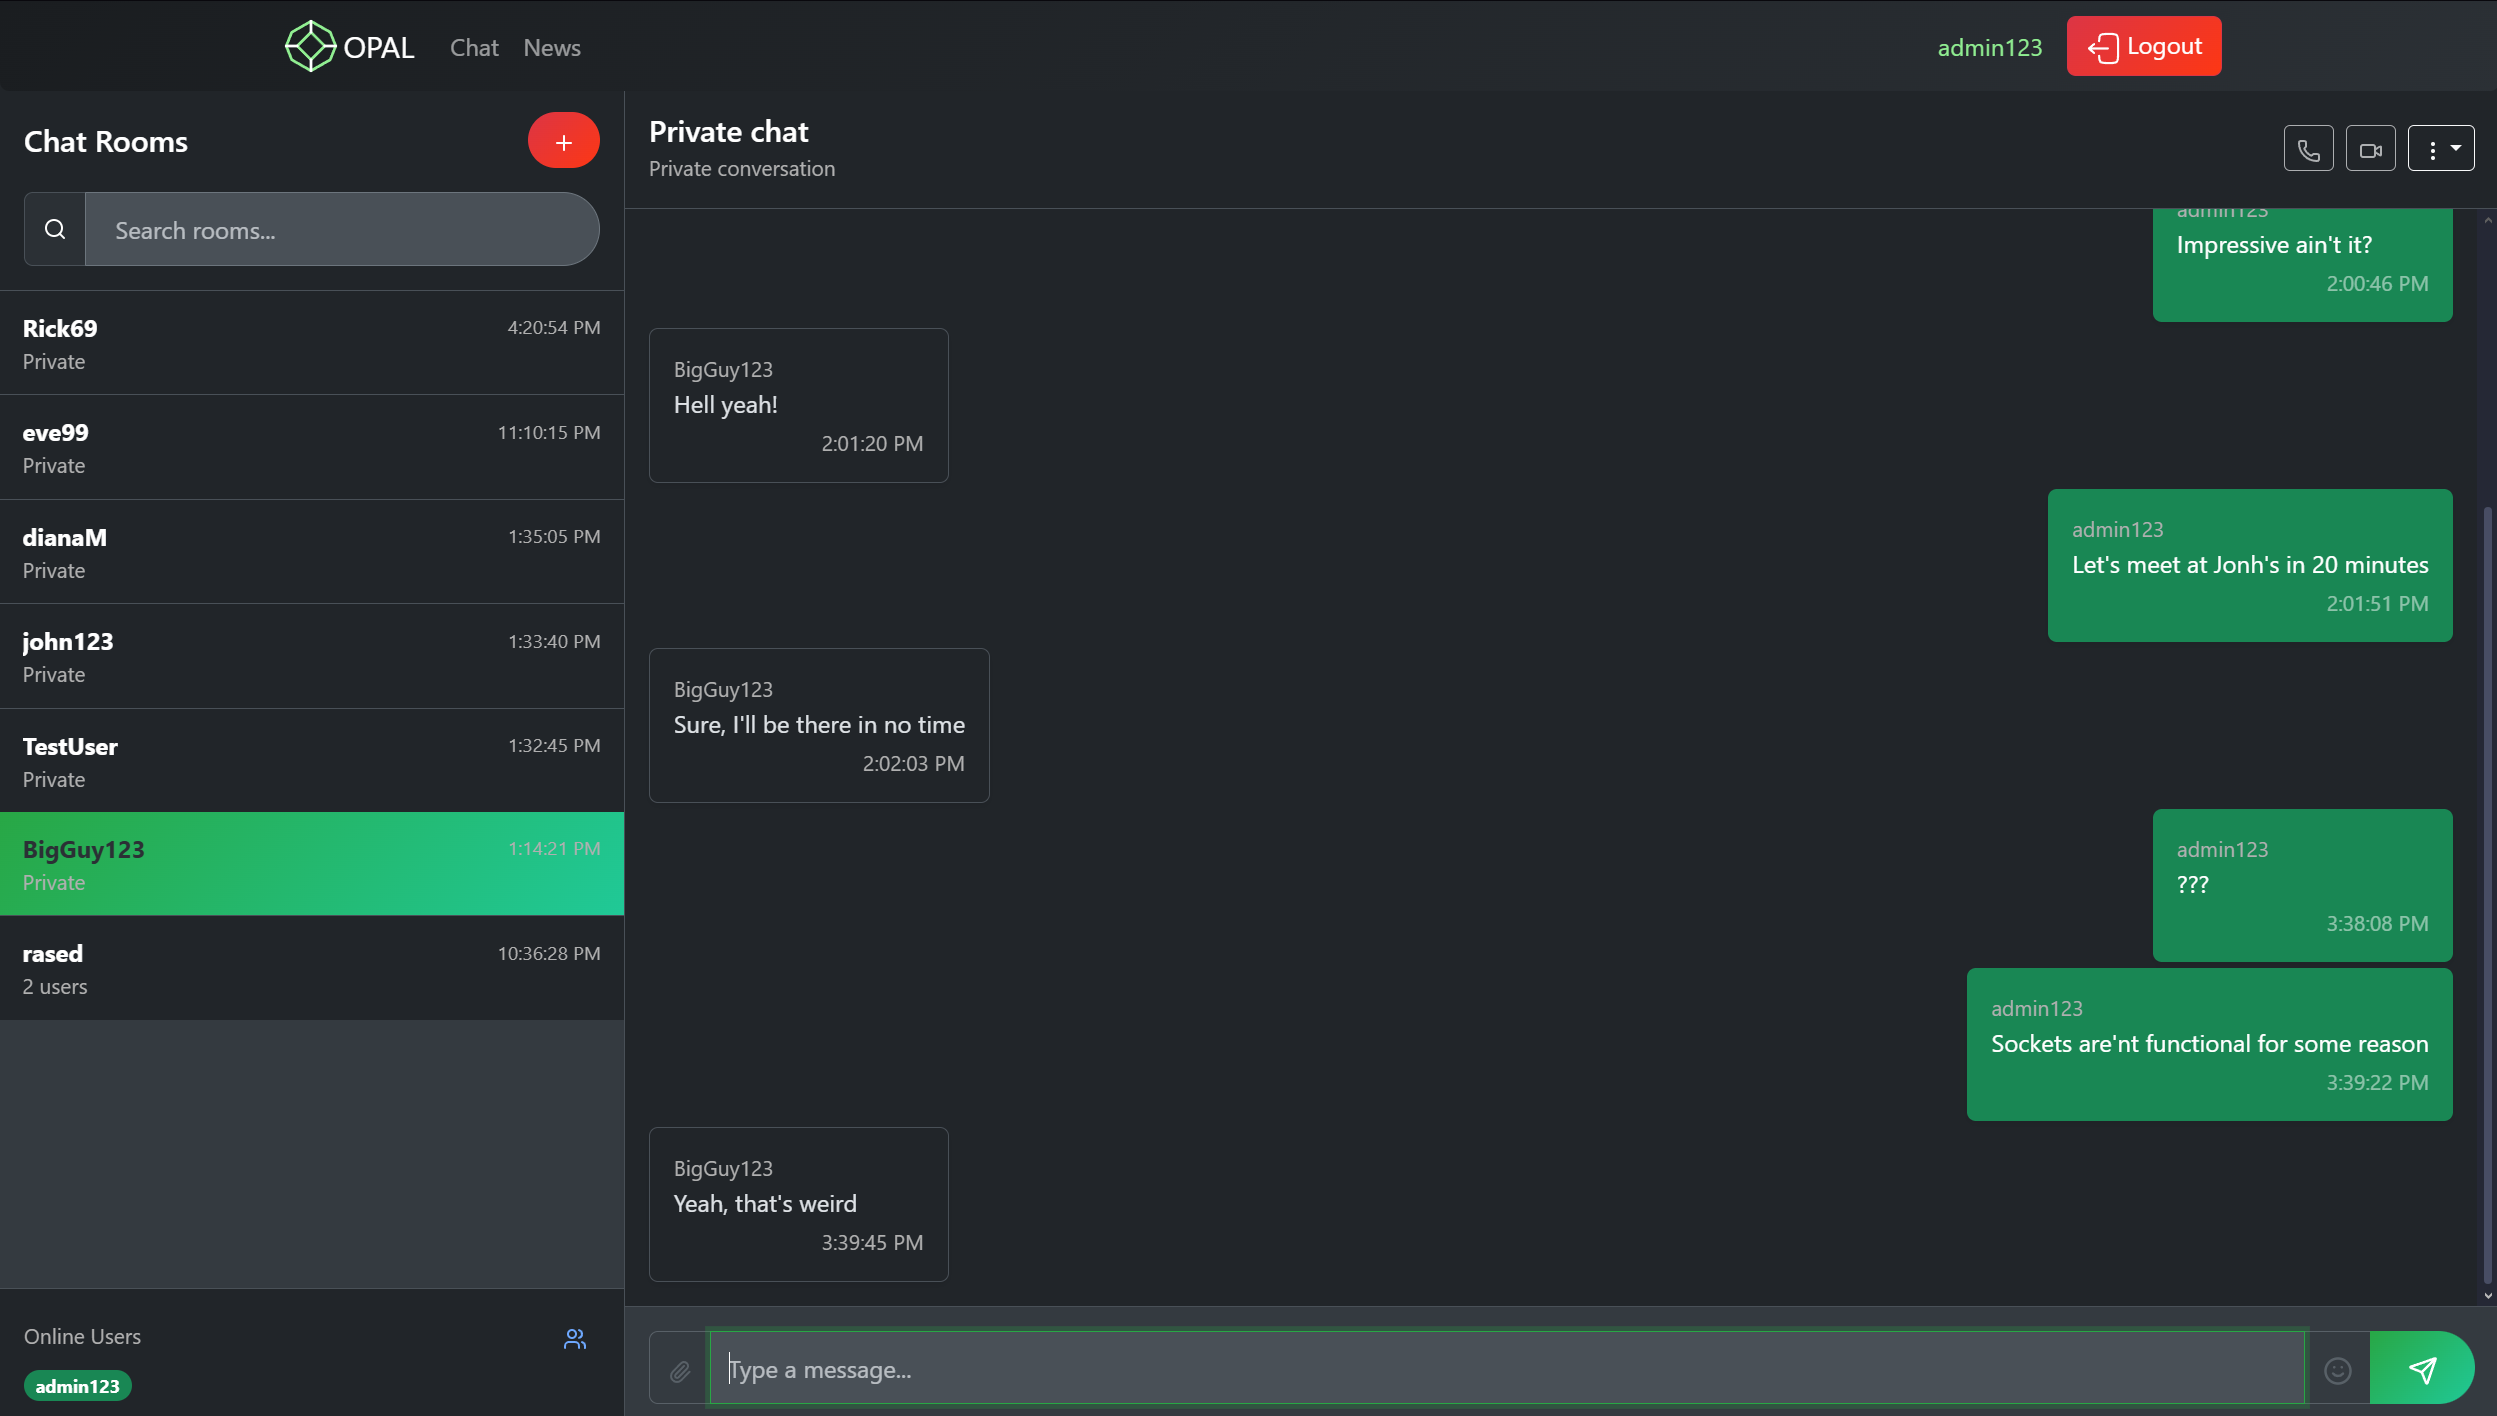 OPAL
Chat
News
admin123
Logout
Chat Rooms
+
Search rooms...
Rick69
4:20:54 PM
Private
eve99
11:10:15 PM
Private
dianaM
1:35:05 PM
Private
john123
1:33:40 PM
Private
TestUser
1:32:45 PM
Private
BigGuy123
1:14:21 PM
Private
rased
10:36:28 PM
2 users
Online Users
admin123
Private chat
Private conversation
admin123
Impressive ain't it?
2:00:46 PM
BigGuy123
Hell yeah!
2:01:20 PM
admin123
Let's meet at Jonh's in 20 minutes
2:01:51 PM
BigGuy123
Sure, I'll be there in no time
2:02:03 PM
admin123
???
3:38:08 PM
admin123
Sockets are'nt functional for some reason
3:39:22 PM
BigGuy123
Yeah, that's weird
3:39:45 PM
Type a message...